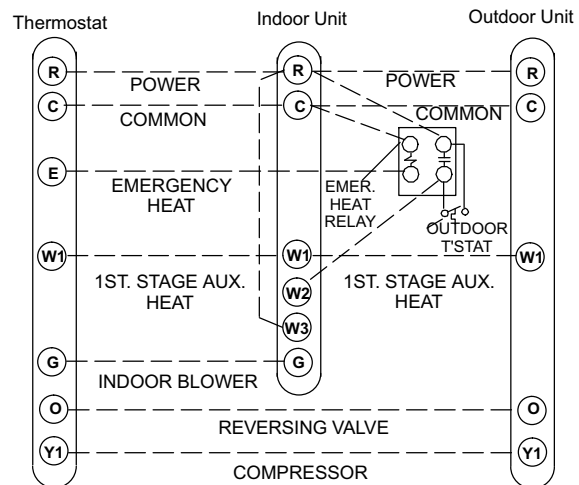 Thermostat
Indoor Unit
Outdoor Unit
R
R
R
POWER
POWER
C
C
C
COMMON
COMMON
E
EMERGENCY
HEAT
EMER.
HEAT
RELAY
OUTDOOR
T'STAT
W1
W1
W1
1ST. STAGE AUX.
HEAT
1ST. STAGE AUX.
HEAT
W2
W3
G
G
INDOOR BLOWER
O
O
REVERSING VALVE
Y1
Y1
COMPRESSOR